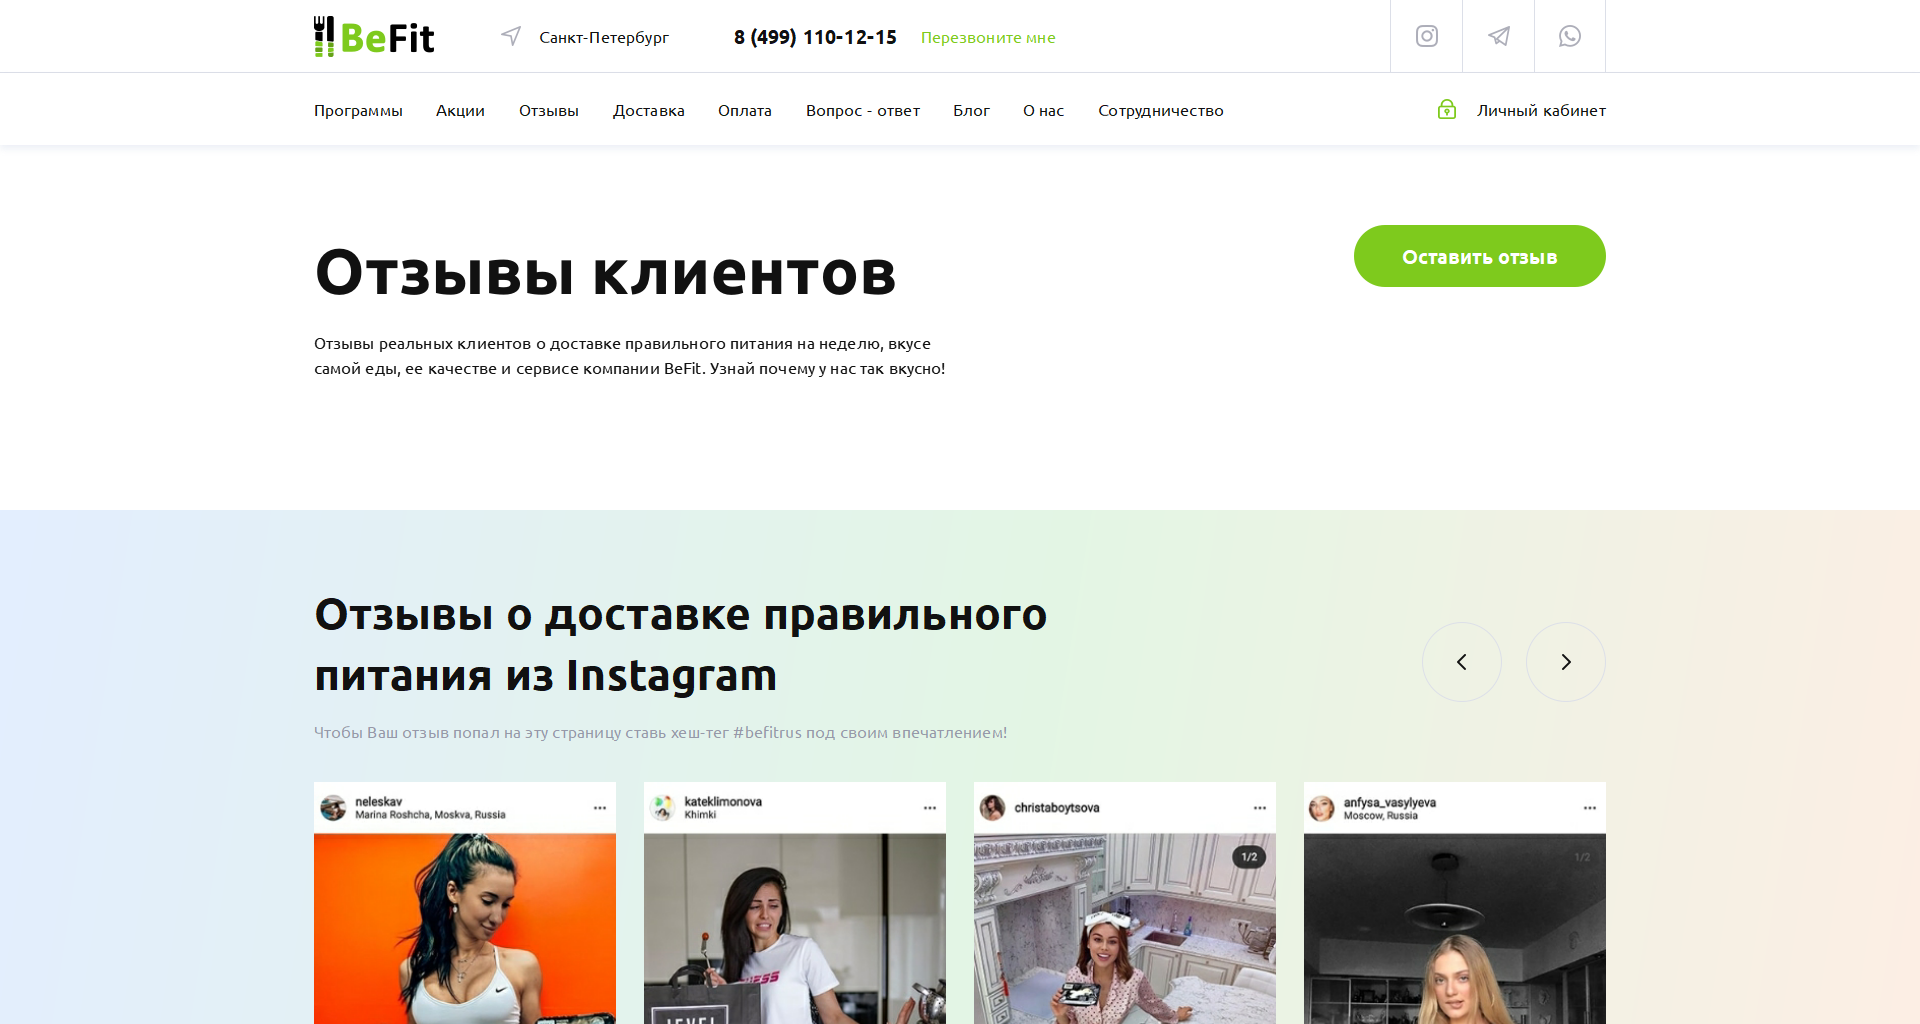 BeFit
Санкт-Петербург
8 (499) 110-12-15
Перезвоните мне
Программы
Акции
Отзывы
Доставка
Оплата
Вопрос - ответ
Блог
О нас
Сотрудничество
Личный кабинет
Отзывы клиентов
Оставить отзыв
Отзывы реальных клиентов о доставке правильного питания на неделю, вкусе
самой еды, ее качестве и сервисе компании BeFit. Узнай почему у нас так вкусно!
Отзывы о доставке правильного
питания из Instagram
Чтобы Ваш отзыв попал на эту страницу ставь хеш-тег #befitrus под своим впечатлением!
neleskav
Marina Roshcha, Moskva, Russia
kateklimonova
Khimki
LEVEL
christaboytsova
1/2
anfysa_vasylyeva
Moscow, Russia
1/2